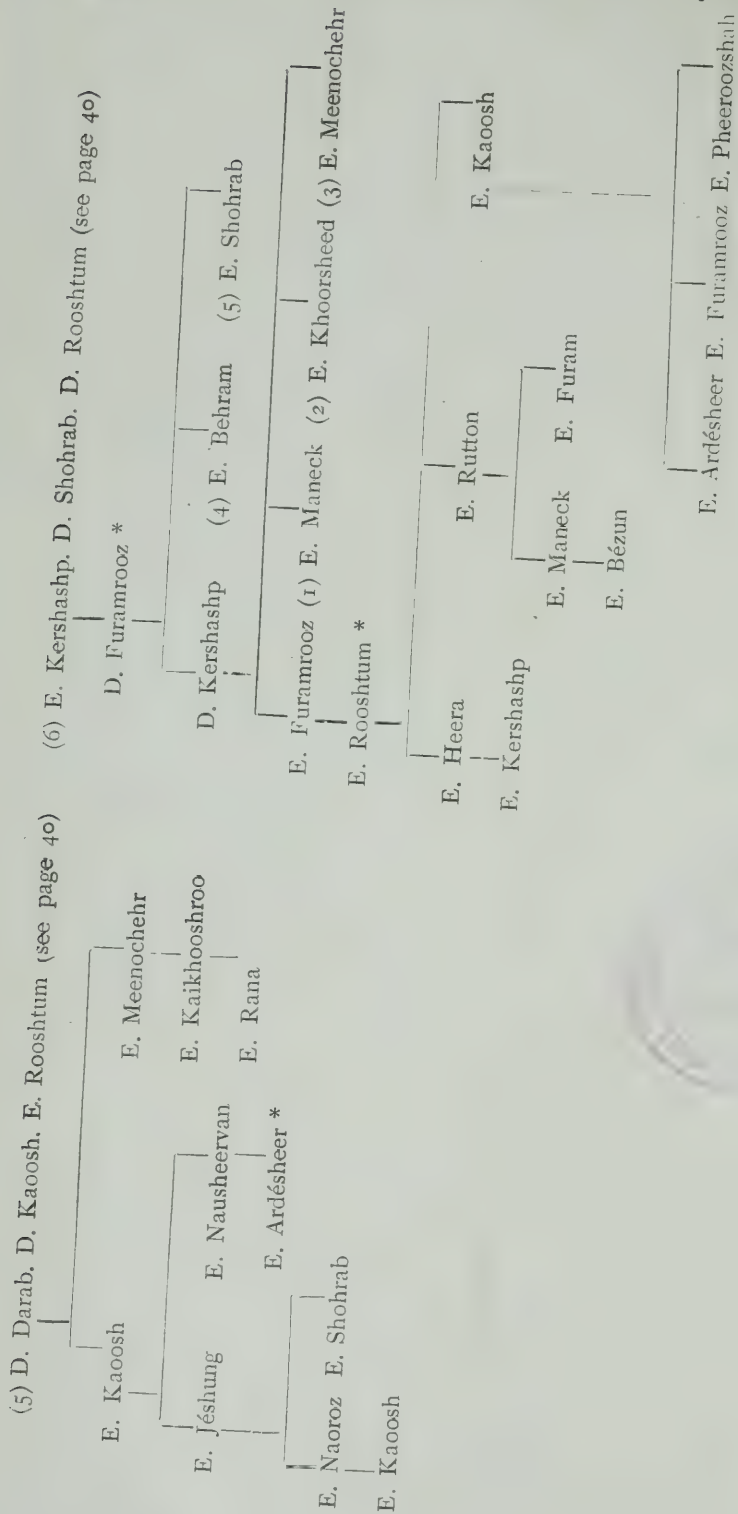 (5) D. Darab. D. Kaoosh. E. Rooshtum (see page 40)
E. Kaoosh E. Meenochehr
E. Jéshung E. Nausheervan E. Kaikhooshroo
E. Ardésheer * E. Rana
E. Naoroz E. Shohrab
E. Kaoosh
(6) E. Kershashp. D. Shohrab. D. Rooshtum (see page 40)
D. Furamrooz *
D. Kershashp (4) E. Behram (5) E. Shohrab
E. Furamrooz (1) E. Maneck (2) E. Khoorsheed (3) E. Meenochehr
E. Rooshtum *
E. Heera E. Rutton E. Kaoosh
E. Kershashp E. Maneck E. Furam
E. Bézun
E. Ardésheer E. Furamrooz E. Pheeroozshah